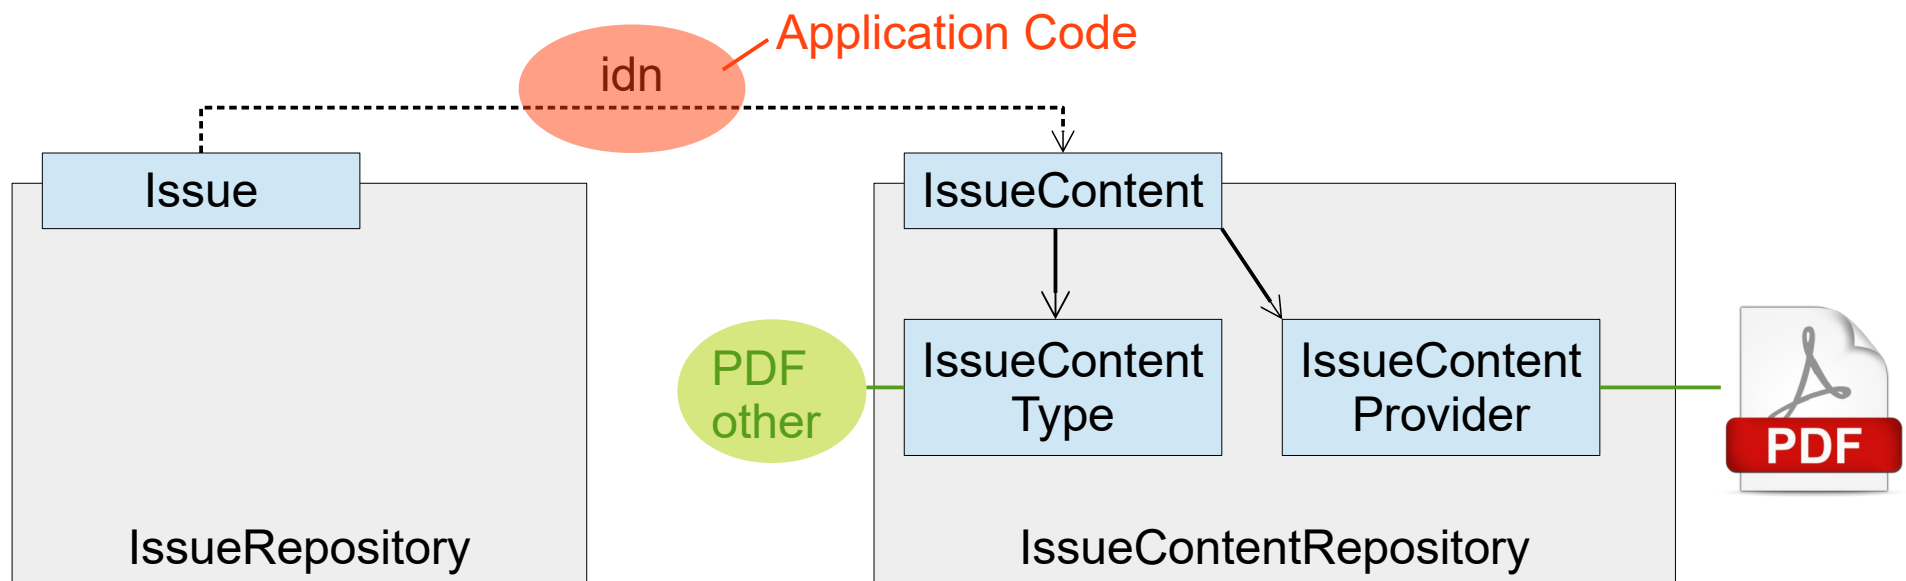 Application Code
idn
Issue
IssueContent
PDF
other
IssueContent
Type
IssueContent
Provider
PDF
IssueRepository
IssueContentRepository